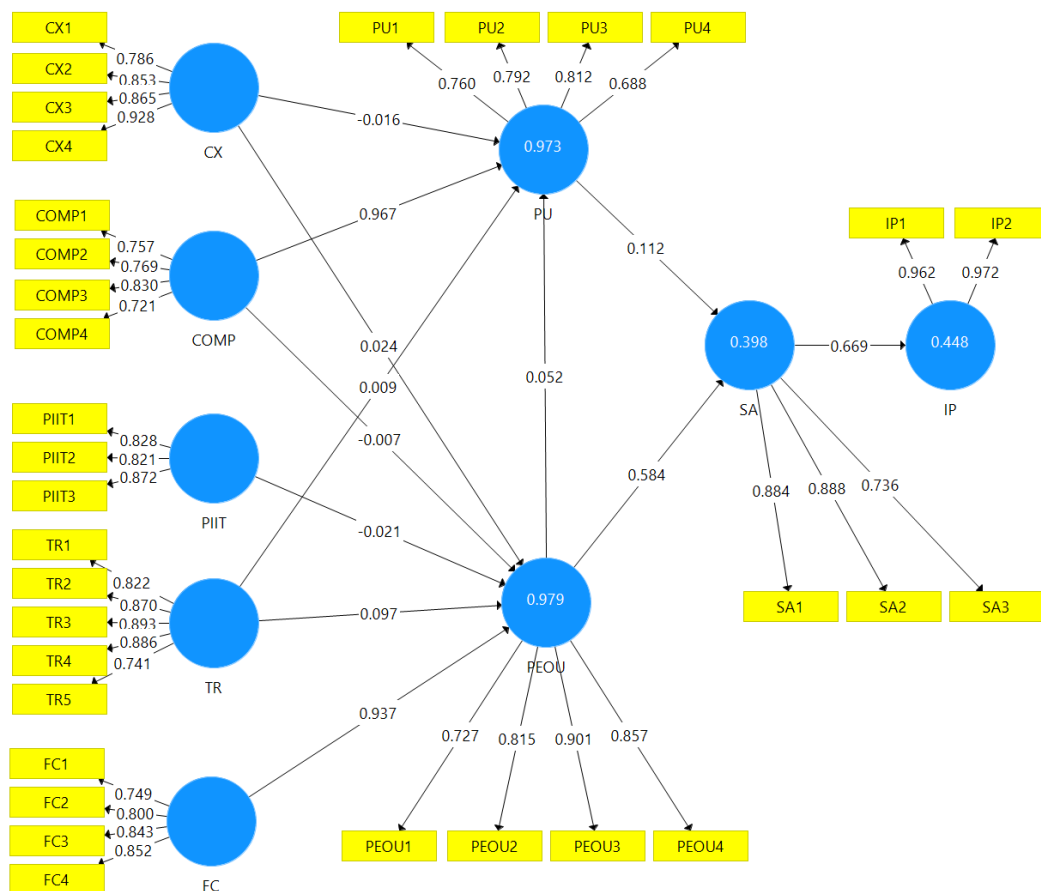 CX1
CX2
CX3
CX4
0.786
0.853
0.865
0.928
CX
PU1
PU2
PU3
PU4
0.760
0.792
0.812
0.688
0.973
PU
-0.016
0.967
COMP1
COMP2
COMP3
COMP4
0.757
0.769
0.830
0.721
COMP
0.024
0.009
-0.007
0.052
0.112
IP1
IP2
0.962
0.972
0.398
SA
0.669
0.448
IP
PIIT1
PIIT2
PIIT3
0.828
0.821
0.872
PIIT
-0.021
0.584
0.884
0.888
0.736
SA1
SA2
SA3
TR1
TR2
TR3
TR4
TR5
0.822
0.870
0.893
0.886
0.741
TR
0.097
0.979
PEOU
0.937
0.727
0.815
0.901
0.857
FC1
FC2
FC3
FC4
0.749
0.800
0.843
0.852
FC
PEOU1
PEOU2
PEOU3
PEOU4